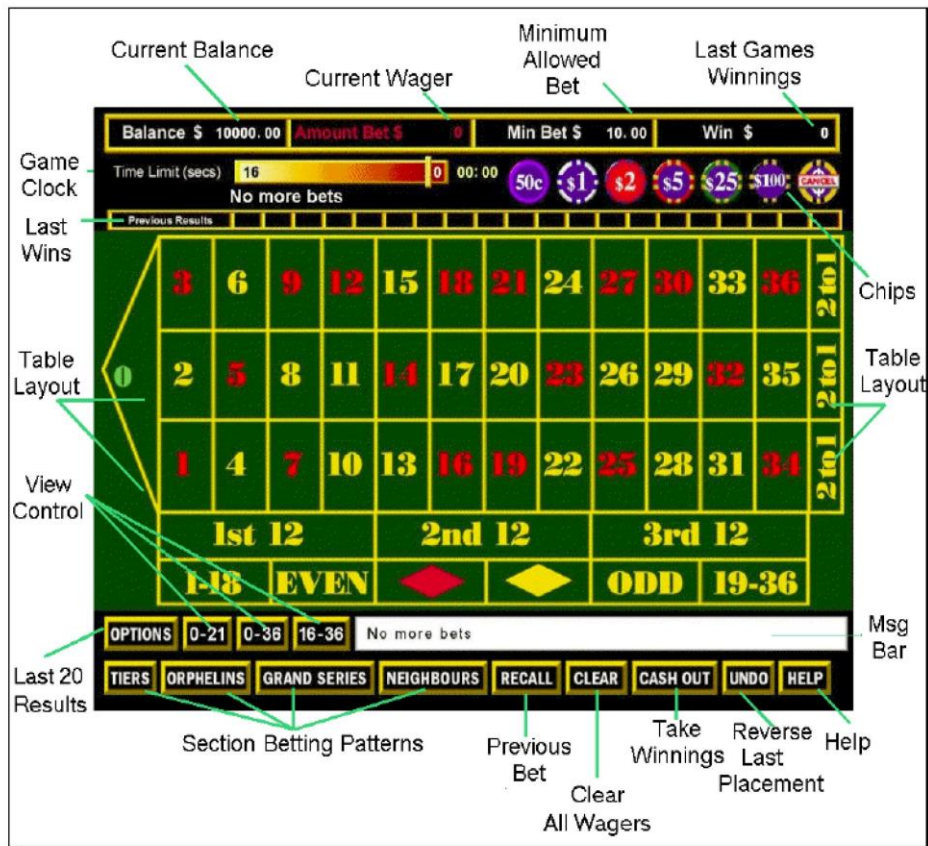 Current Balance
Current Wager
Minimum
Allowed
Bet
Last Games
Winnings
Balance $ 10000.00 Amount Bet $ 0 Min Bet $ 10.00 Win $ 0
Game
Clock
Time Limit (secs) 16 0 00:00
No more bets
50c $1 $2 $5 $25 $100 CANCEL
Last
Wins
Previous Results
3 6 9 12 15 18 21 24 27 30 33 36 2 to 1
Chips
Table
Layout
0 2 5 8 11 14 17 20 23 26 29 32 35 2 to 1
Table
Layout
1 4 7 10 13 16 19 22 25 28 31 34 2 to 1
View
Control
1st 12 2nd 12 3rd 12
1-18 EVEN ODD 19-36
OPTIONS 0-21 0-36 16-36 No more bets
Msg
Bar
Last 20
Results
TIERS ORPHELINS GRAND SERIES NEIGHBOURS RECALL CLEAR CASH OUT UNDO HELP
Section Betting Patterns
Previous
Bet
Clear
All Wagers
Take
Winnings
Reverse
Last
Placement
Help